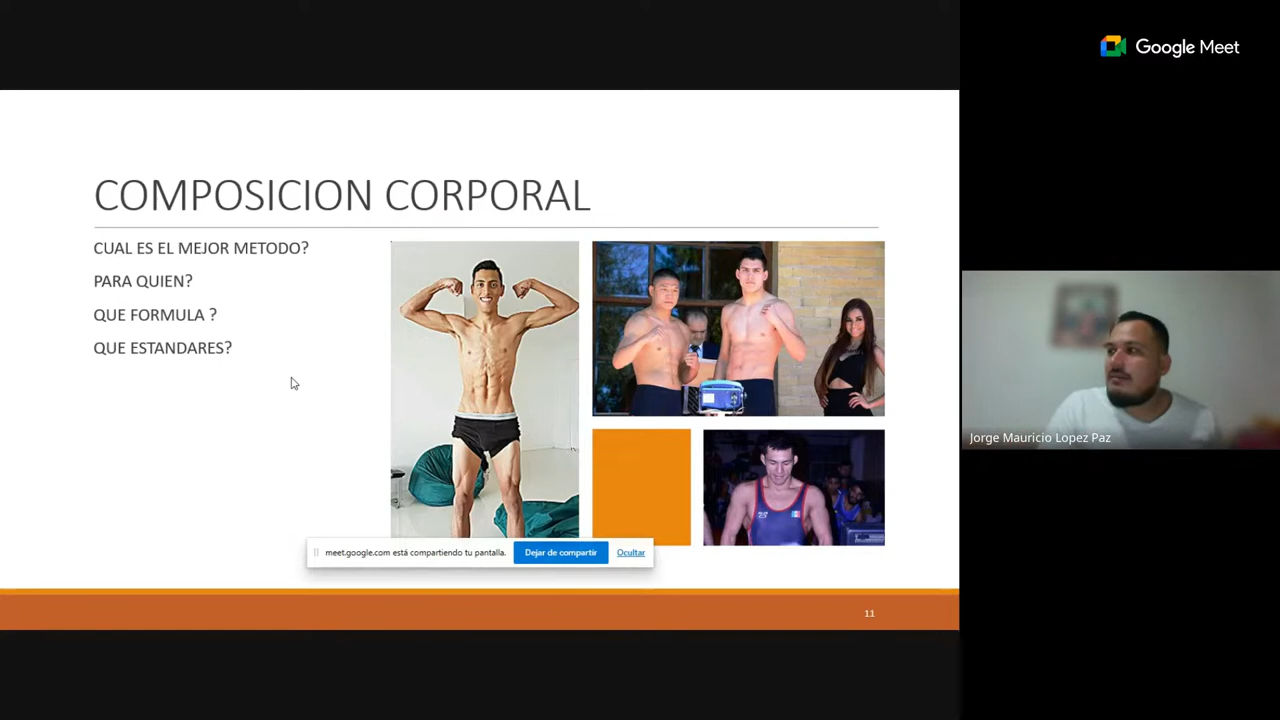 Google Meet
COMPOSICION CORPORAL
CUAL ES EL MEJOR METODO?
PARA QUIEN?
QUE FORMULA ?
QUE ESTANDARES?
Jorge Mauricio Lopez Paz
meet.google.com está compartiendo tu pantalla.
Dejar de compartir
Ocultar
11